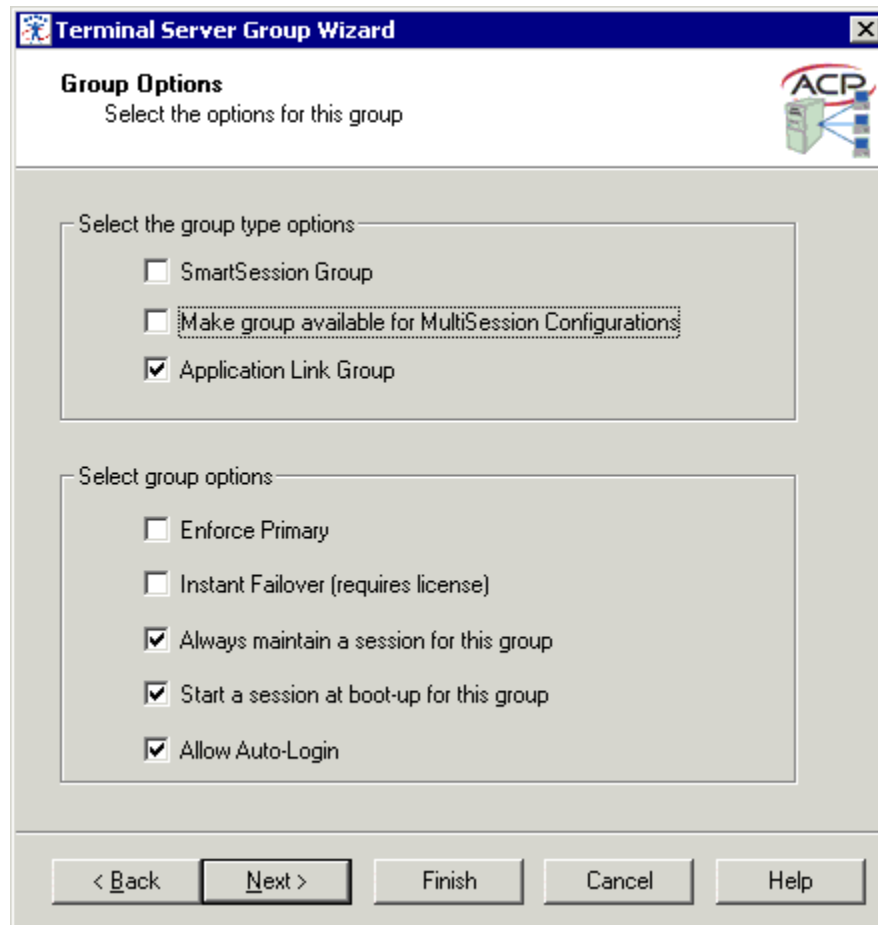 Terminal Server Group Wizard
Group Options
Select the options for this group
ACP
Select the group type options
SmartSession Group
Make group available for MultiSession Configurations
Application Link Group
Select group options
Enforce Primary
Instant Failover (requires license)
Always maintain a session for this group
Start a session at boot-up for this group
Allow Auto-Login
< Back Next > Finish Cancel Help